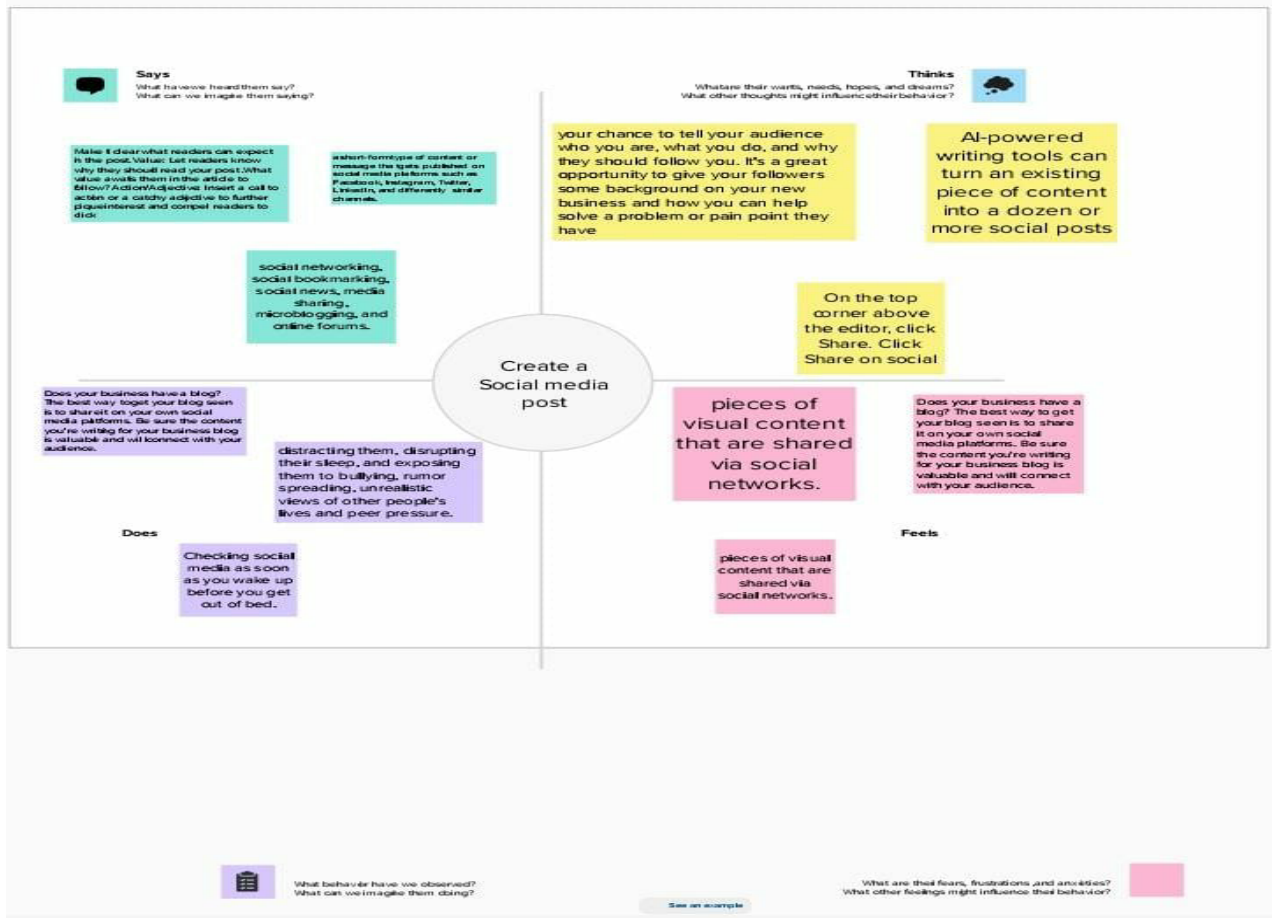 Says
What have we heard them say?
What can we imagine them saying?
Thinks
What are their wants, needs, hopes, and dreams?
What other thoughts might influence their behavior?
Make it clear what readers can expect
in the post. Value: Let readers know
why they should read your post. What
value awaits them in the article to
follow? Action/Adjective: Insert a call to
action or a catchy adjective to further
pique interest and compel readers to
click
a short-form type of content or
message that gets published on
social media platforms such as
Facebook, Instagram, Twitter,
LinkedIn, and differently similar
channels.
social networking,
social bookmarking,
social news, media
sharing,
microblogging, and
online forums.
your chance to tell your audience
who you are, what you do, and why
they should follow you. It's a great
opportunity to give your followers
some background on your new
business and how you can help
solve a problem or pain point they
have
AI-powered
writing tools can
turn an existing
piece of content
into a dozen or
more social posts
On the top
corner above
the editor, click
Share. Click
Share on social
Create a
Social media
post
Does your business have a blog?
The best way to get your blog seen
is to share it on your own social
media platforms. Be sure the content
you're writing for your business blog
is valuable and will connect with your
audience.
distracting them, disrupting
their sleep, and exposing
them to bullying, rumor
spreading, unrealistic
views of other people's
lives and peer pressure.
Does
Checking social
media as soon
as you wake up
before you get
out of bed.
pieces of
visual content
that are shared
via social
networks.
Does your business have a
blog? The best way to get
your blog seen is to share
it on your own social
media platforms. Be sure
the content you're writing
for your business blog is
valuable and will connect
with your audience.
Feels
pieces of visual
content that are
shared via
social networks.
What behavior have we observed?
What can we imagine them doing?
What are their fears, frustrations, and anxieties?
What other feelings might influence their behavior?
See an example